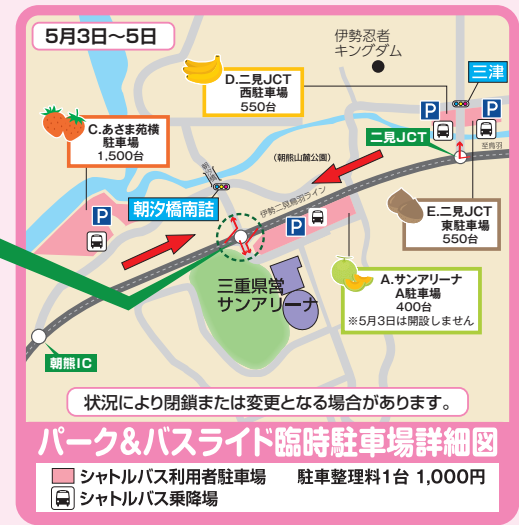 5月3日〜5日
伊勢忍者
キングダム
D.二見JCT
西駐車場
550台
三津
P
P
C.あさま苑横
駐車場
1,500台
二見JCT
至鳥羽
(朝熊山麓公園)
朝汐橋南詰
伊勢二見鳥羽ライン
P
P
E.二見JCT
東駐車場
550台
三重県営
サンアリーナ
A.サンアリーナ
A駐車場
400台
※5月3日は開設しません
朝熊IC
状況により閉鎖または変更となる場合があります。
パーク&バスライド臨時駐車場詳細図
シャトルバス利用者駐車場 駐車整理料1台 1,000円
シャトルバス乗降場